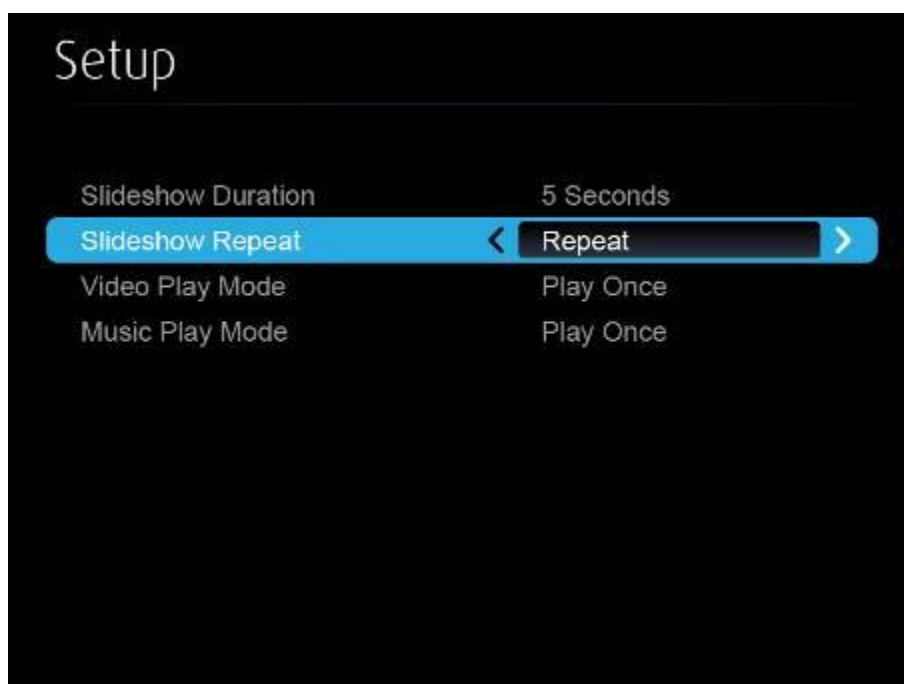 Setup
Slideshow Duration 5 Seconds
Slideshow Repeat Repeat
Video Play Mode Play Once
Music Play Mode Play Once